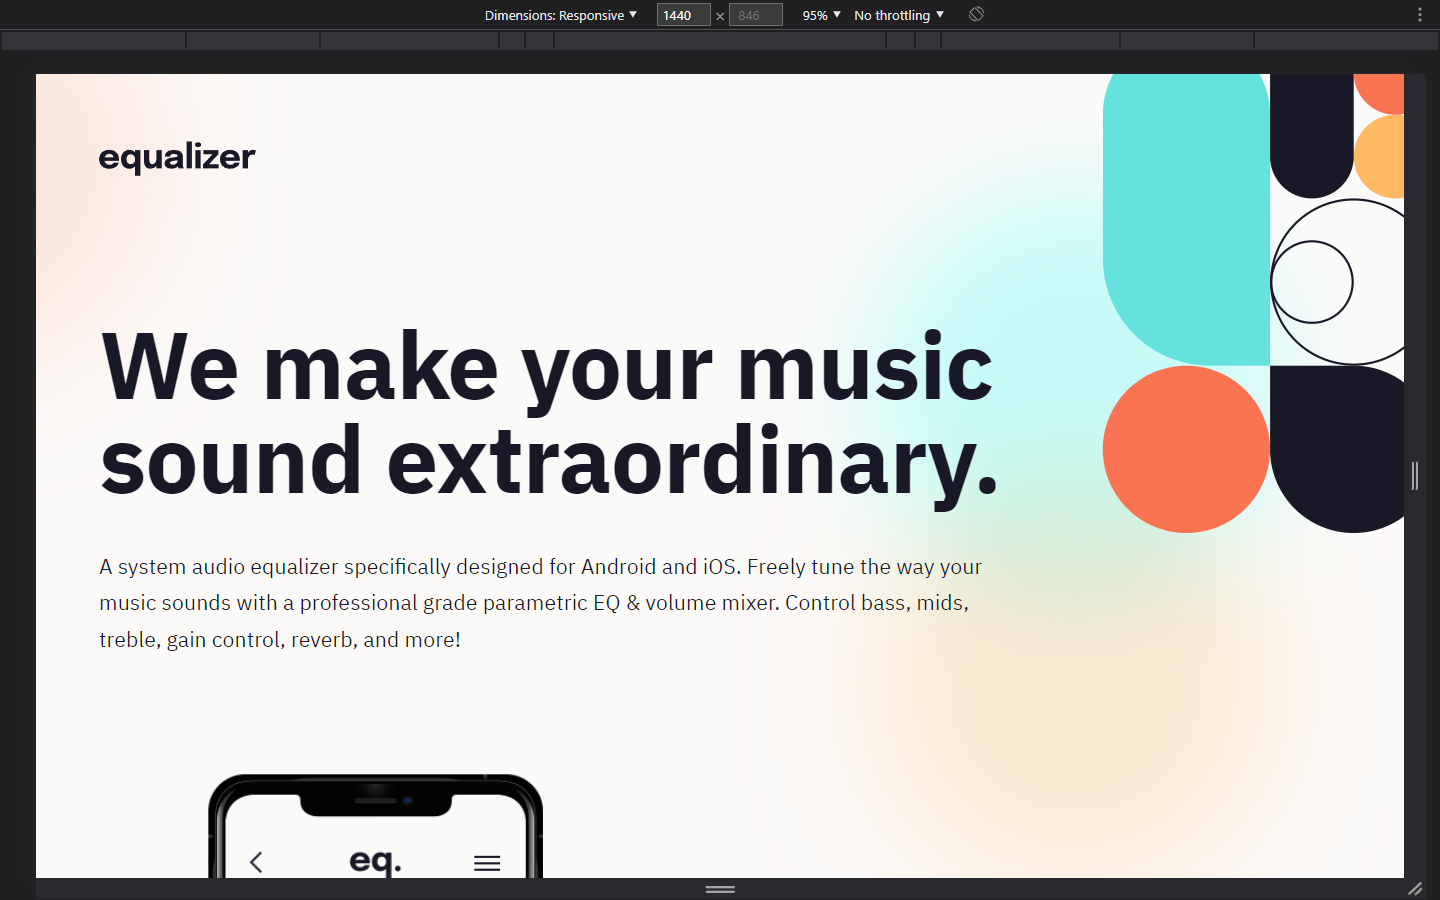 Dimensions: Responsive ▼ 1440 × 846 95% ▼ No throttling ▼
equalizer
We make your music
sound extraordinary.
A system audio equalizer specifically designed for Android and iOS. Freely tune the way your
music sounds with a professional grade parametric EQ & volume mixer. Control bass, mids,
treble, gain control, reverb, and more!
eq.